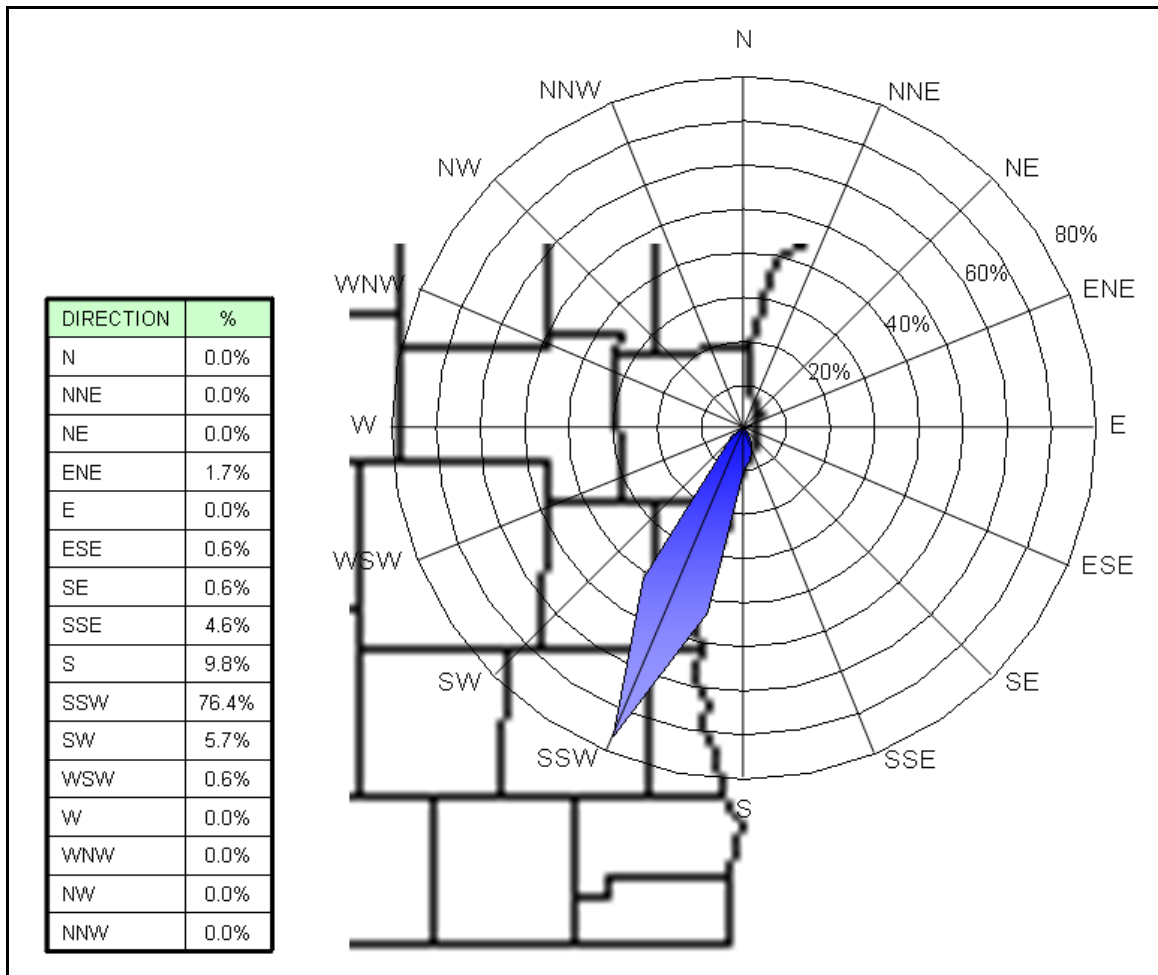 DIRECTION %
N 0.0%
NNE 0.0%
NE 0.0%
ENE 1.7%
E 0.0%
ESE 0.6%
SE 0.6%
SSE 4.6%
S 9.8%
SSW 76.4%
SW 5.7%
WSW 0.6%
W 0.0%
WNW 0.0%
NW 0.0%
NNW 0.0%
N
NNW
NNE
NW
NE
80%
60%
WNW
ENE
40%
20%
W
E
WSW
ESE
SW
SE
SSW
SSE
S